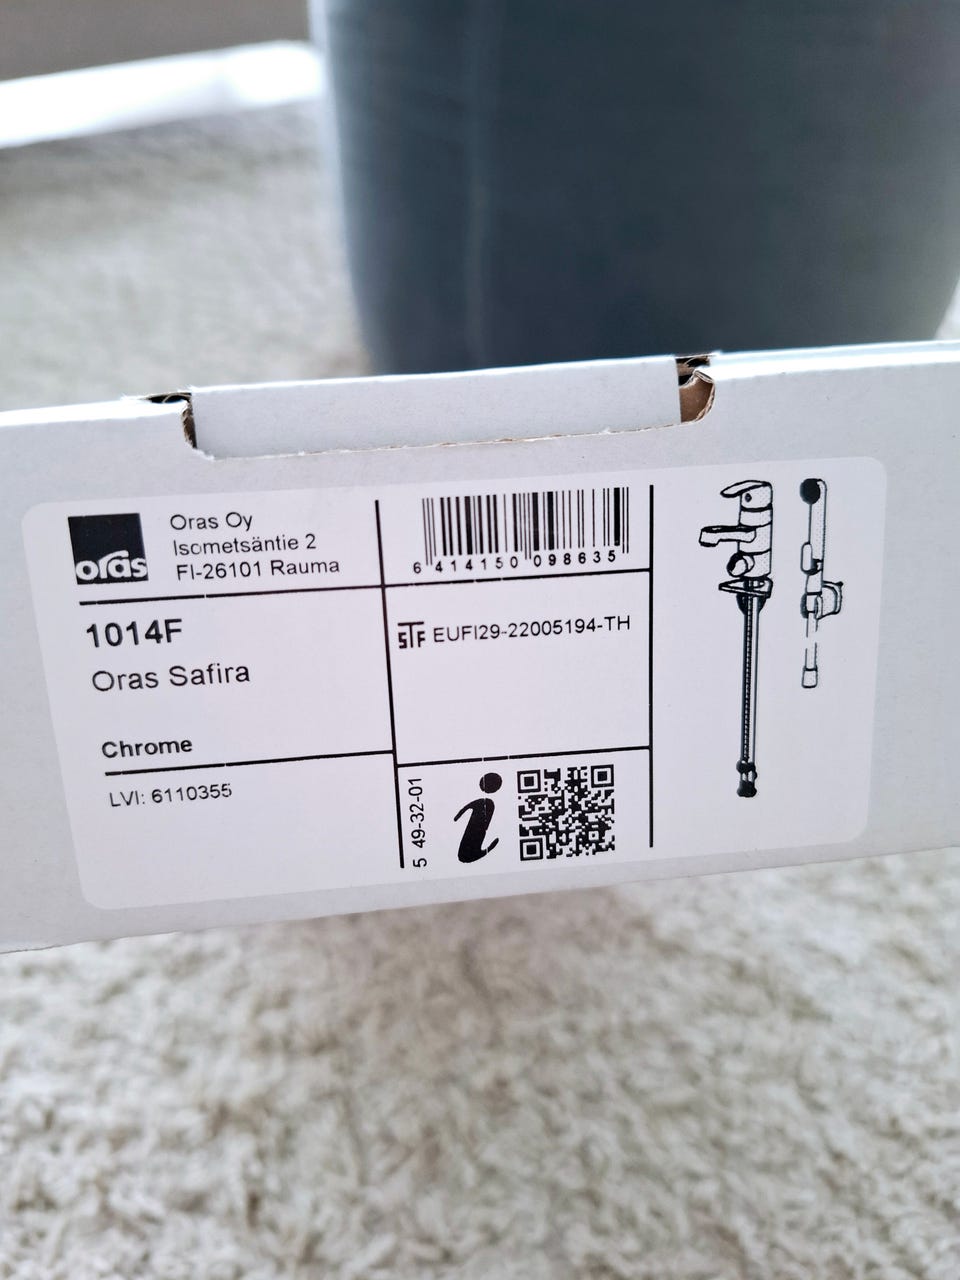 oras
Oras Oy
Isometsäntie 2
FI-26101 Rauma
6 414150 098635
1014F
Oras Safira
Chrome
LVI: 6110355
STF EUFI29-22005194-TH
5 49-32-01
i